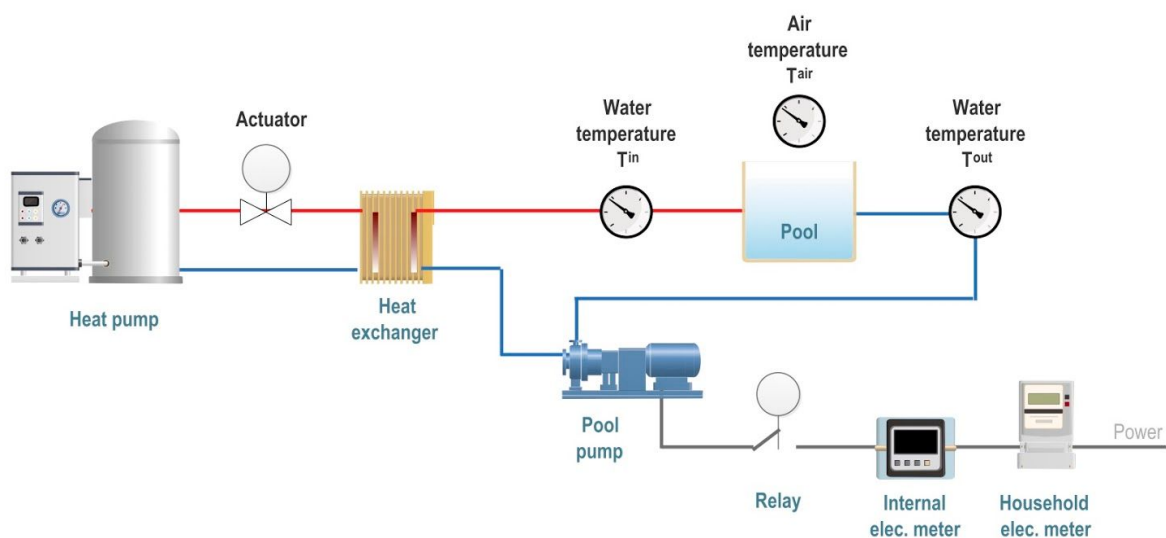 Air
temperature
Tair
Water
temperature
Tin
Water
temperature
Tout
Actuator
Pool
Heat pump
Heat
exchanger
Pool
pump
Relay
Internal
elec. meter
Household
elec. meter
Power